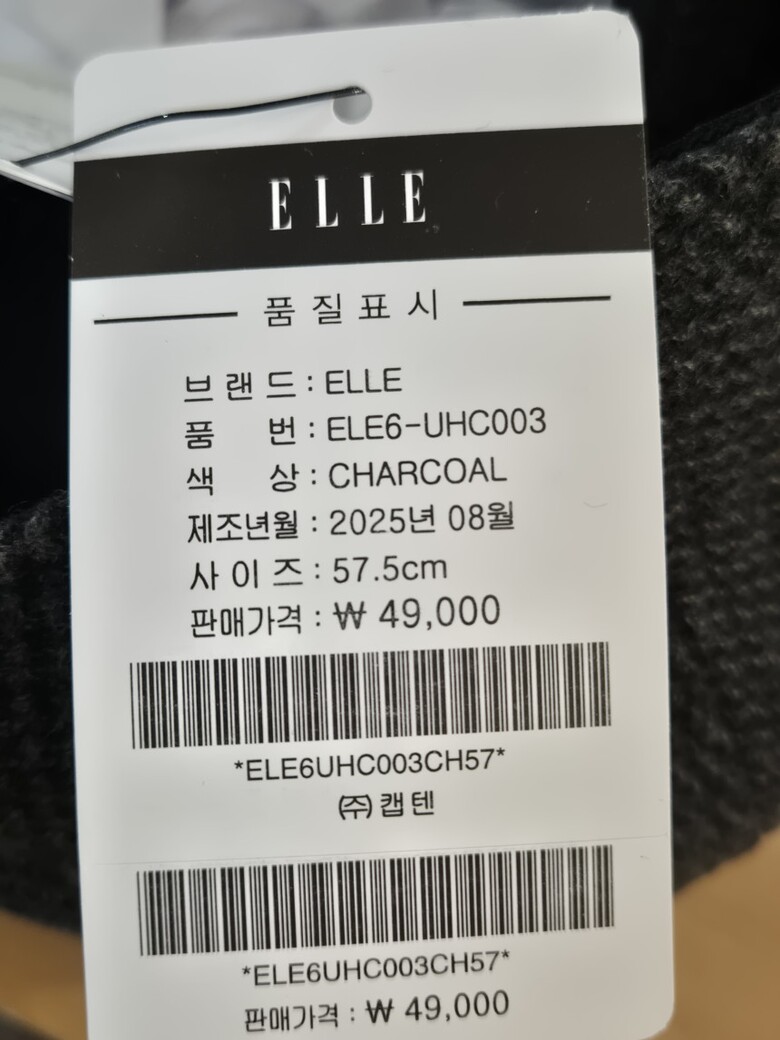 ELLE
품질표시
브랜드 : ELLE
품 번 : ELE6-UHC003
색 상 : CHARCOAL
제조년월 : 2025년 08월
사이즈 : 57.5cm
판매가격 : ₩ 49,000
*ELE6UHC003CH57*
㈜캡텐
*ELE6UHC003CH57*
판매가격 : ₩ 49,000